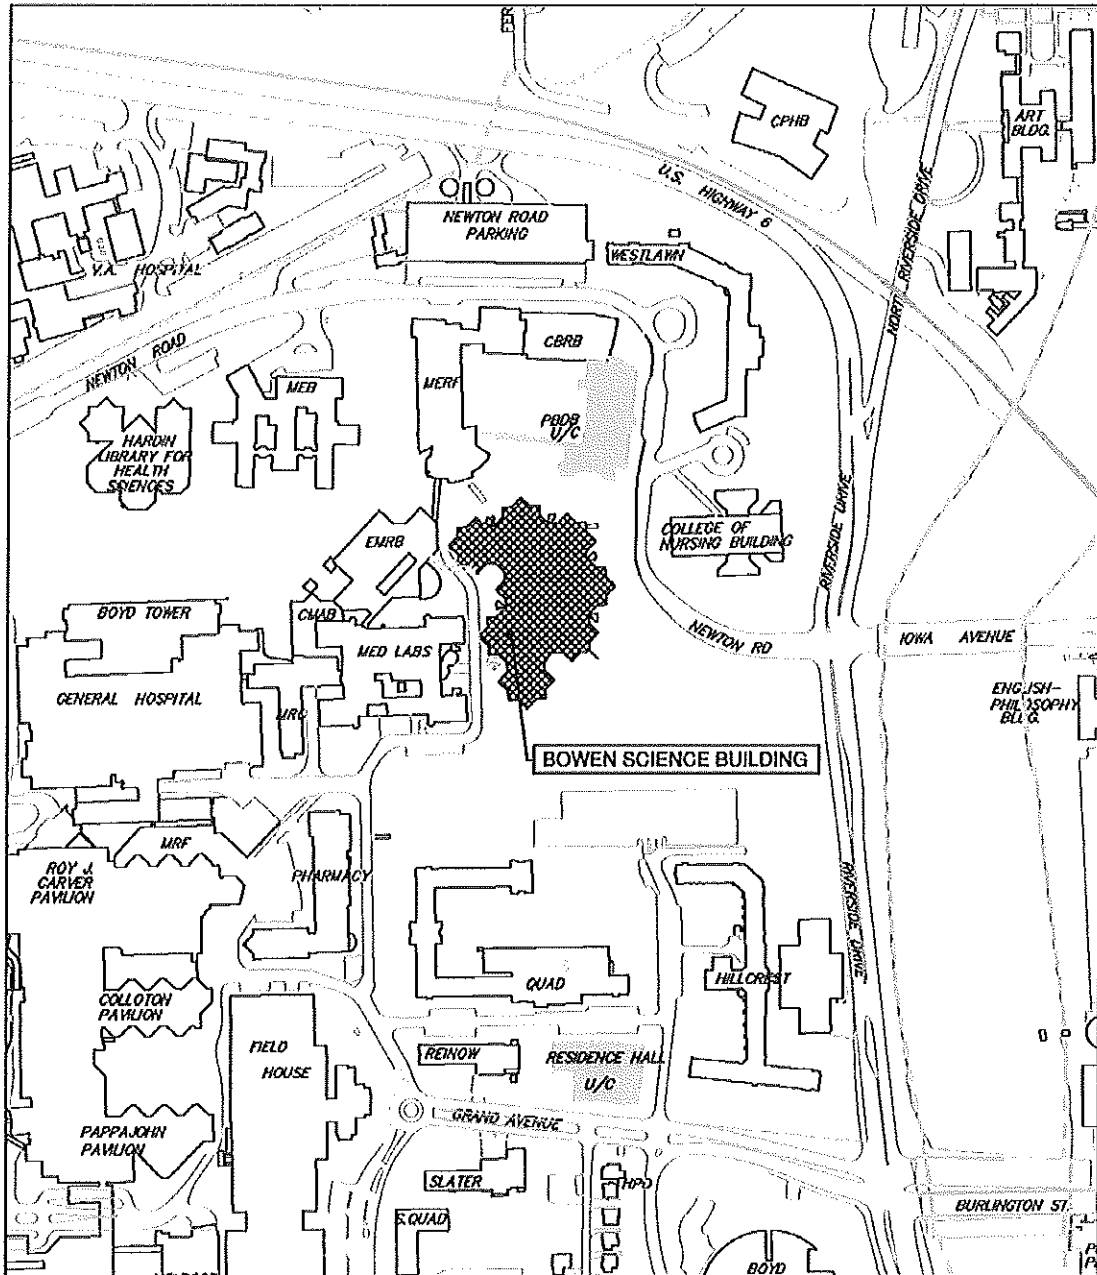 CPHB
ART
BLDG.
U.S. HIGHWAY 6
NORTH RIVERSIDE DRIVE
NEWTON ROAD
PARKING
WESTLAWN
V.A. HOSPITAL
NEWTON ROAD
CBRB
MERF
MEB
PBDB
U/C
HARDIN
LIBRARY FOR
HEALTH
SCIENCES
COLLEGE OF
NURSING BUILDING
RIVERSIDE DRIVE
EMRB
BOYD TOWER
CMAB
MED LABS
NEWTON RD
IOWA AVENUE
GENERAL HOSPITAL
MRC
ENGLISH-
PHILOSOPHY
BLDG.
BOWEN SCIENCE BUILDING
MRF
ROY J.
CARVER
PAVILION
PHARMACY
RIVERSIDE DRIVE
QUAD
HILLCREST
COLLOTON
PAVILION
FIELD
HOUSE
REINOW
RESIDENCE HALL
U/C
GRAND AVENUE
PAPPAJOHN
PAVILION
SLATER
HPO
S.QUAD
BURLINGTON ST.
BOYD